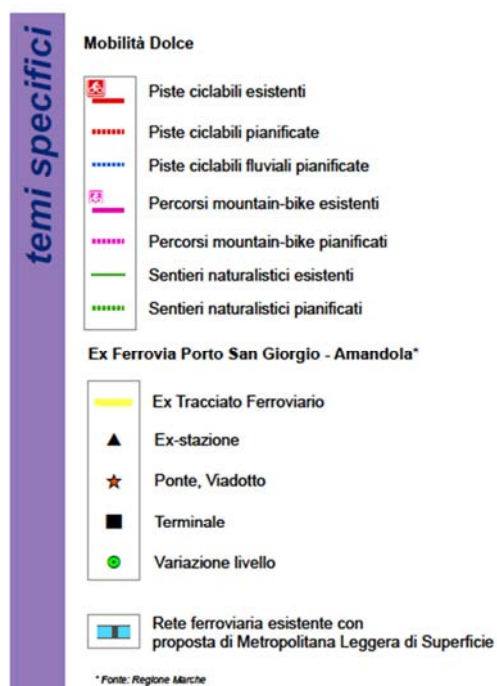 temi specifici
Mobilità Dolce
Piste ciclabili esistenti
Piste ciclabili pianificate
Piste ciclabili fluviali pianificate
Percorsi mountain-bike esistenti
Percorsi mountain-bike pianificati
Sentieri naturalistici esistenti
Sentieri naturalistici pianificati
Ex Ferrovia Porto San Giorgio - Amandola*
Ex Tracciato Ferroviario
Ex-stazione
Ponte, Viadotto
Terminale
Variazione livello
Rete ferroviaria esistente con
proposta di Metropolitana Leggera di Superficie
* Fonte: Regione Marche